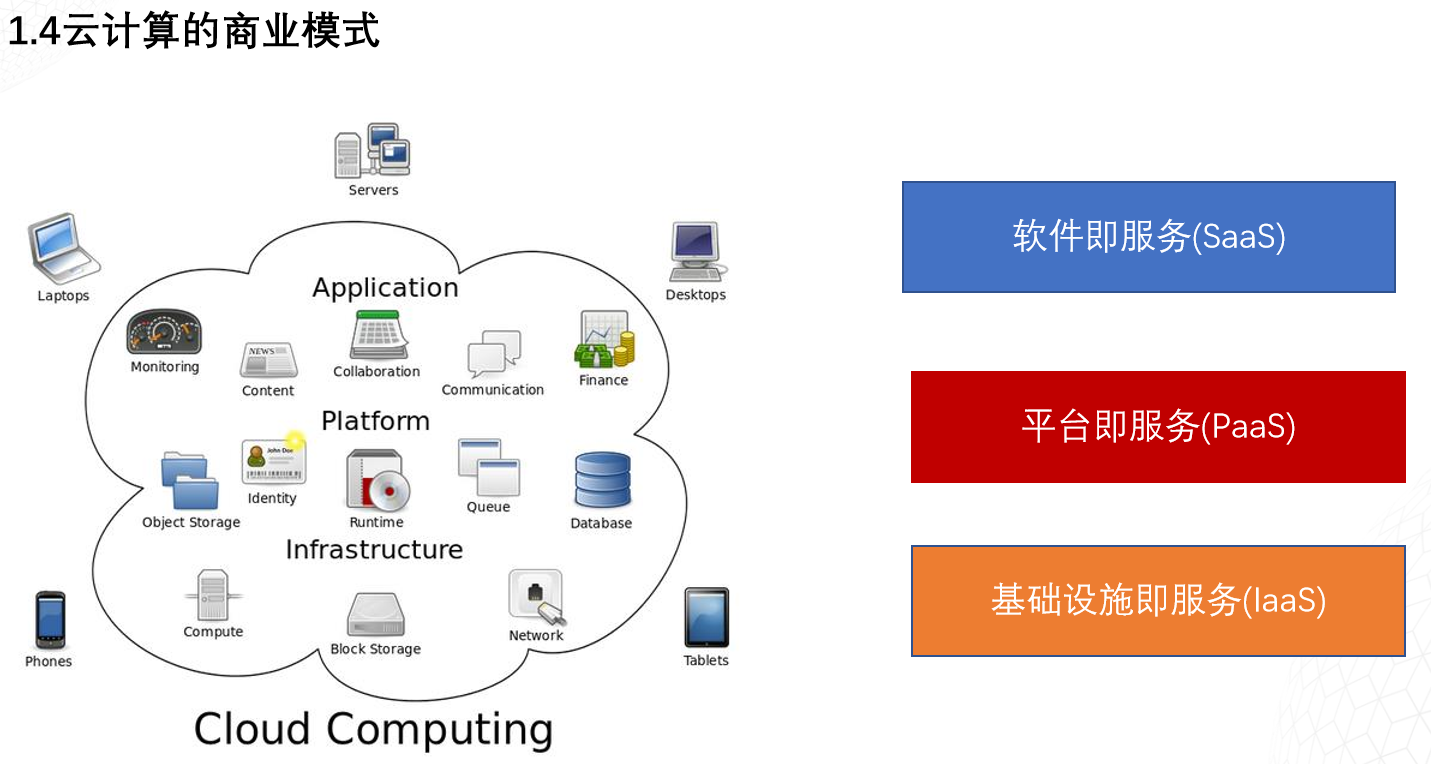 1.4云计算的商业模式
Servers
Laptops
Desktops
Application
Monitoring
Content
NEWS
Collaboration
Communication
Finance
Platform
Object Storage
John Doe
Identity
Runtime
Queue
Database
Infrastructure
Compute
Block Storage
Network
Phones
Tablets
Cloud Computing
软件即服务(SaaS)
平台即服务(PaaS)
基础设施即服务(IaaS)